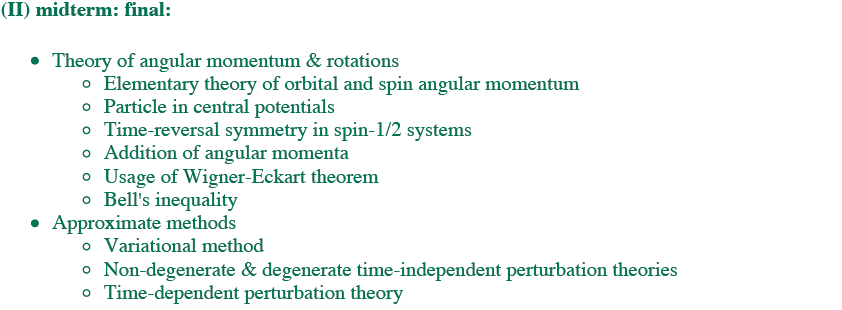 (II) midterm: final:
• Theory of angular momentum & rotations
◦ Elementary theory of orbital and spin angular momentum
◦ Particle in central potentials
◦ Time-reversal symmetry in spin-1/2 systems
◦ Addition of angular momenta
◦ Usage of Wigner-Eckart theorem
◦ Bell's inequality
• Approximate methods
◦ Variational method
◦ Non-degenerate & degenerate time-independent perturbation theories
◦ Time-dependent perturbation theory